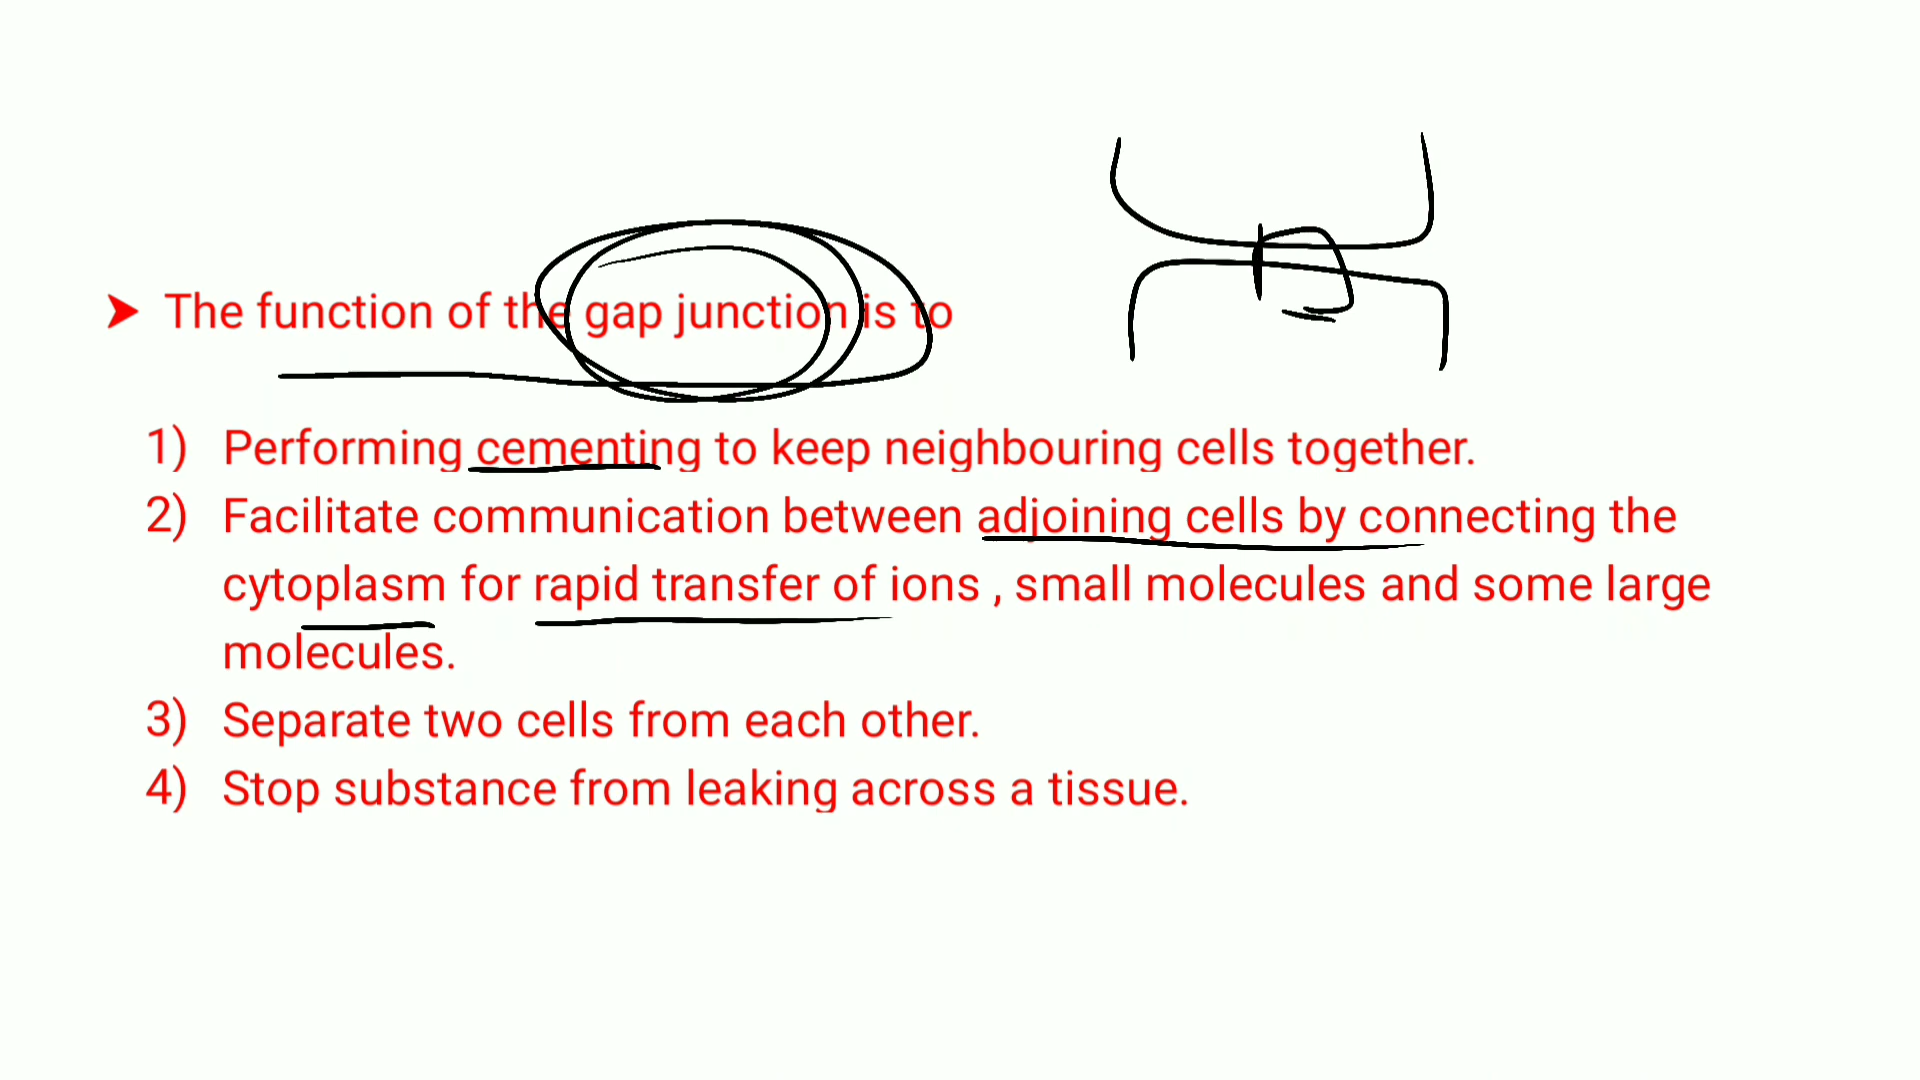 ➤ The function of the gap junction is to
1) Performing cementing to keep neighbouring cells together.
2) Facilitate communication between adjoining cells by connecting the
cytoplasm for rapid transfer of ions , small molecules and some large
molecules.
3) Separate two cells from each other.
4) Stop substance from leaking across a tissue.